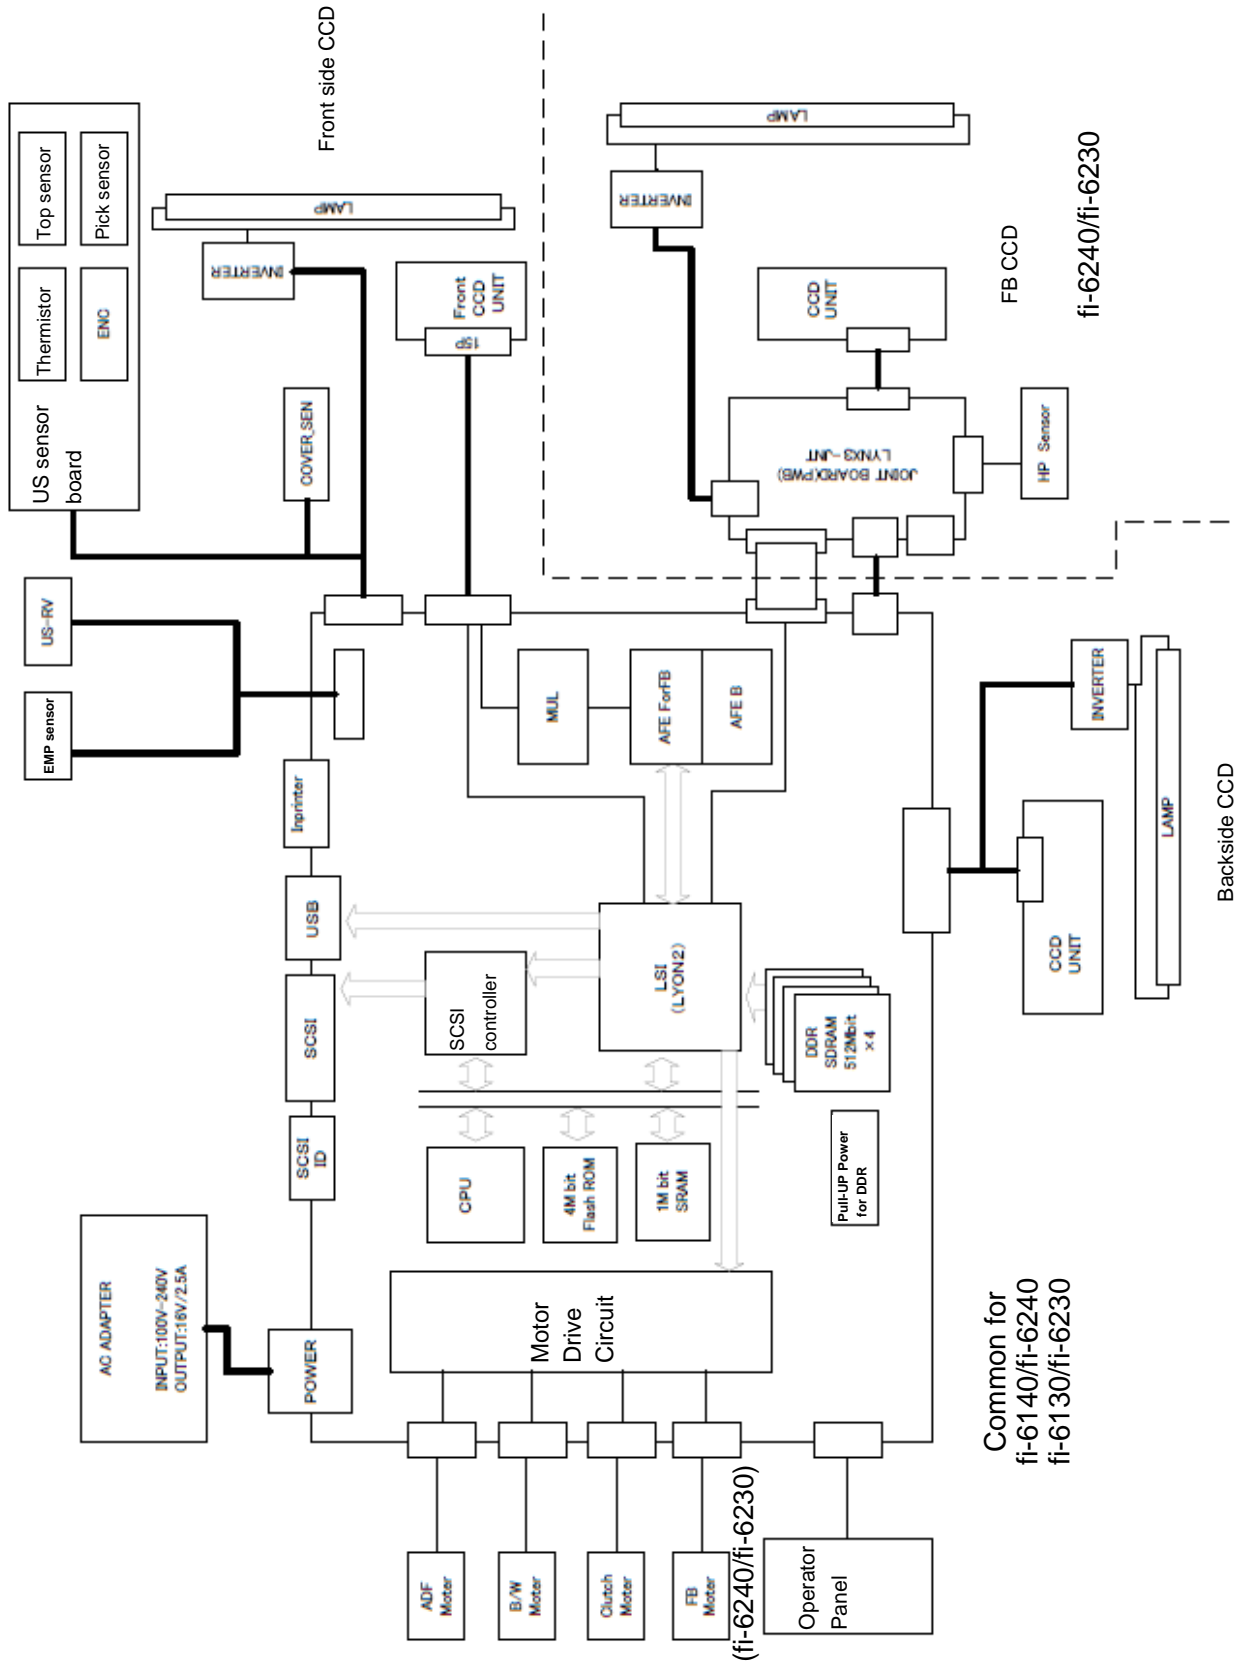 AC ADAPTER
INPUT:100V-240V
OUTPUT:16V/2.5A
POWER
SCSI
ID
SCSI
USB
Inprinter
EMP sensor
US-RV
US sensor
board
Thermistor
Top sensor
ENC
Pick sensor
COVER_SEN
INVERTER
LAMP
Front side CCD
15P
Front
CCD
UNIT
ADF
Moter
B/W
Moter
Clutch
Moter
FB
Moter
(fi-6240/fi-6230)
Operator
Panel
Motor
Drive
Circuit
CPU
4M bit
Flash ROM
1M bit
SRAM
SCSI
controller
LSI
(LYON2)
MUL
AFE ForFB
AFE B
DDR
SDRAM
512Mbit
×4
Pull-UP Power
for DDR
INVERTER
LAMP
JOINT BOARD(PWB)
LYNX3-JNT
CCD
UNIT
HP Sensor
FB CCD
fi-6240/fi-6230
Common for
fi-6140/fi-6240
fi-6130/fi-6230
CCD
UNIT
INVERTER
LAMP
Backside CCD